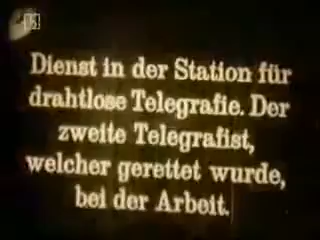 Dienst in der Station für
drahtlose Telegrafie. Der
zweite Telegrafist,
welcher gerettet wurde,
bei der Arbeit.